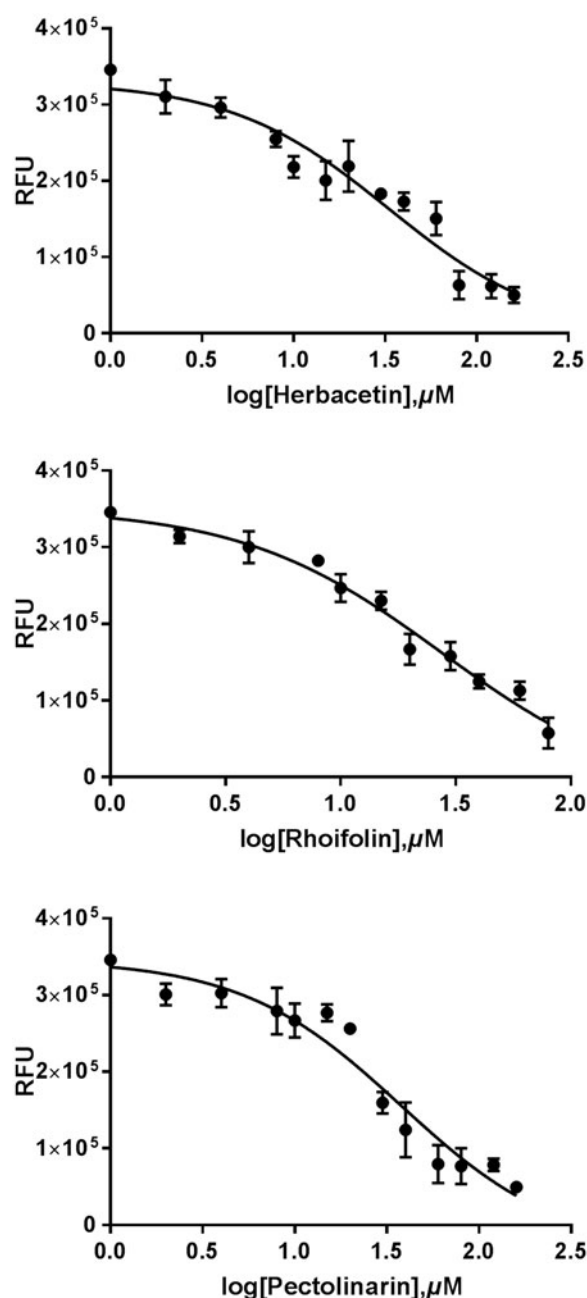 4×10⁵
3×10⁵
2×10⁵
1×10⁵
0
RFU
0.0 0.5 1.0 1.5 2.0 2.5
log[Herbacetin],μM
4×10⁵
3×10⁵
2×10⁵
1×10⁵
0
RFU
0.0 0.5 1.0 1.5 2.0
log[Rhoifolin],μM
4×10⁵
3×10⁵
2×10⁵
1×10⁵
0
RFU
0.0 0.5 1.0 1.5 2.0 2.5
log[Pectolinarin],μM